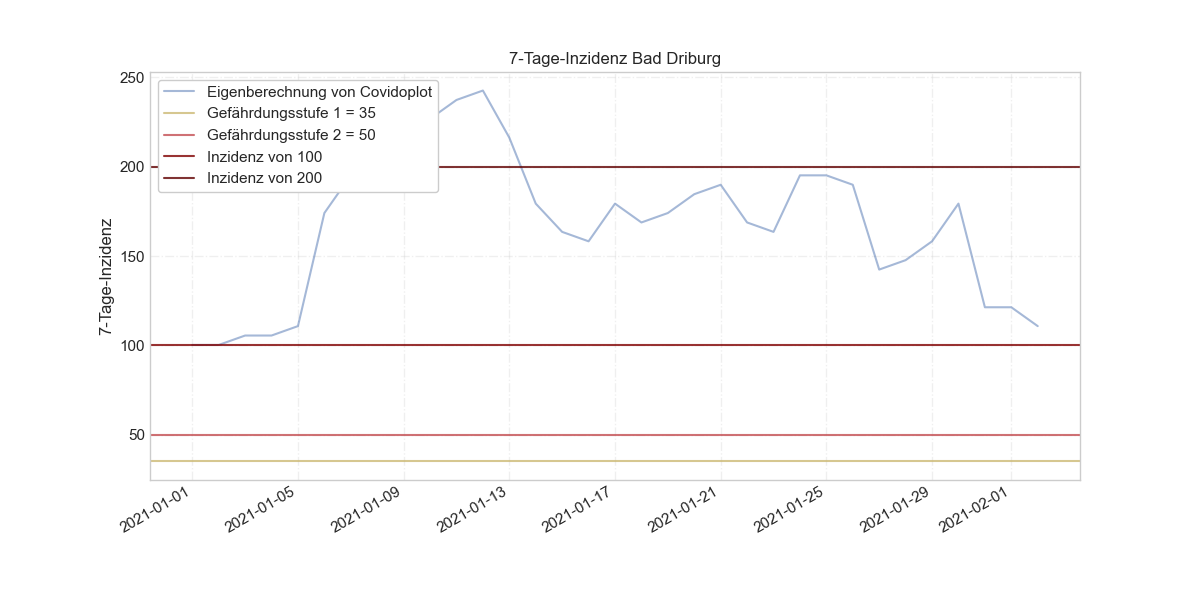 7-Tage-Inzidenz Bad Driburg
250
200
150
100
50
7-Tage-Inzidenz
Eigenberechnung von Covidoplot
Gefährdungsstufe 1 = 35
Gefährdungsstufe 2 = 50
Inzidenz von 100
Inzidenz von 200
2021-01-01
2021-01-05
2021-01-09
2021-01-13
2021-01-17
2021-01-21
2021-01-25
2021-01-29
2021-02-01